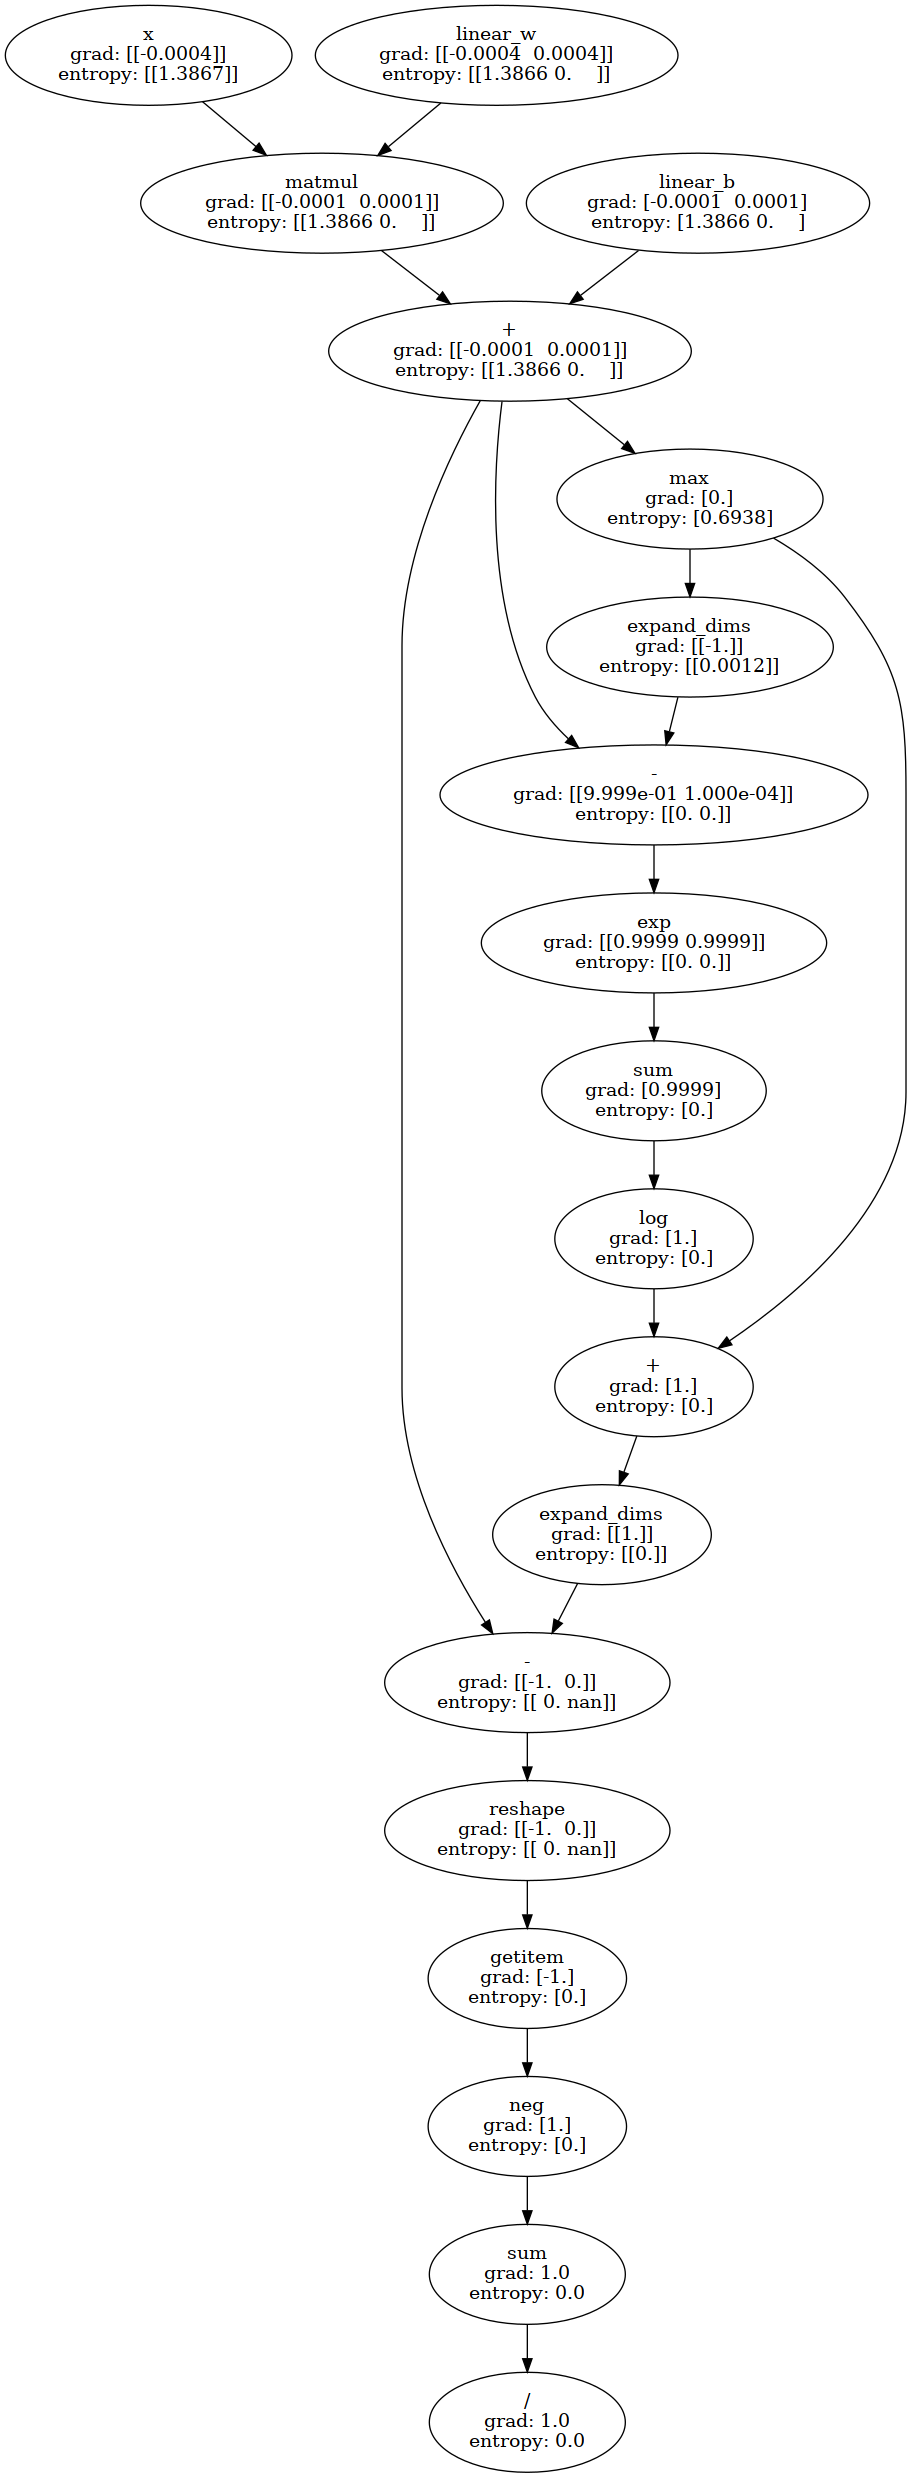 x
grad: [[-0.0004]]
entropy: [[1.3867]]
linear_w
grad: [[-0.0004  0.0004]]
entropy: [[1.3866 0.    ]]
matmul
grad: [[-0.0001  0.0001]]
entropy: [[1.3866 0.    ]]
linear_b
grad: [-0.0001  0.0001]
entropy: [1.3866 0.    ]
+
grad: [[-0.0001  0.0001]]
entropy: [[1.3866 0.    ]]
max
grad: [0.]
entropy: [0.6938]
expand_dims
grad: [[-1.]]
entropy: [[0.0012]]
-
grad: [[9.999e-01 1.000e-04]]
entropy: [[0. 0.]]
exp
grad: [[0.9999 0.9999]]
entropy: [[0. 0.]]
sum
grad: [0.9999]
entropy: [0.]
log
grad: [1.]
entropy: [0.]
+
grad: [1.]
entropy: [0.]
expand_dims
grad: [[1.]]
entropy: [[0.]]
-
grad: [[-1.  0.]]
entropy: [[ 0. nan]]
reshape
grad: [[-1.  0.]]
entropy: [[ 0. nan]]
getitem
grad: [-1.]
entropy: [0.]
neg
grad: [1.]
entropy: [0.]
sum
grad: 1.0
entropy: 0.0
/
grad: 1.0
entropy: 0.0